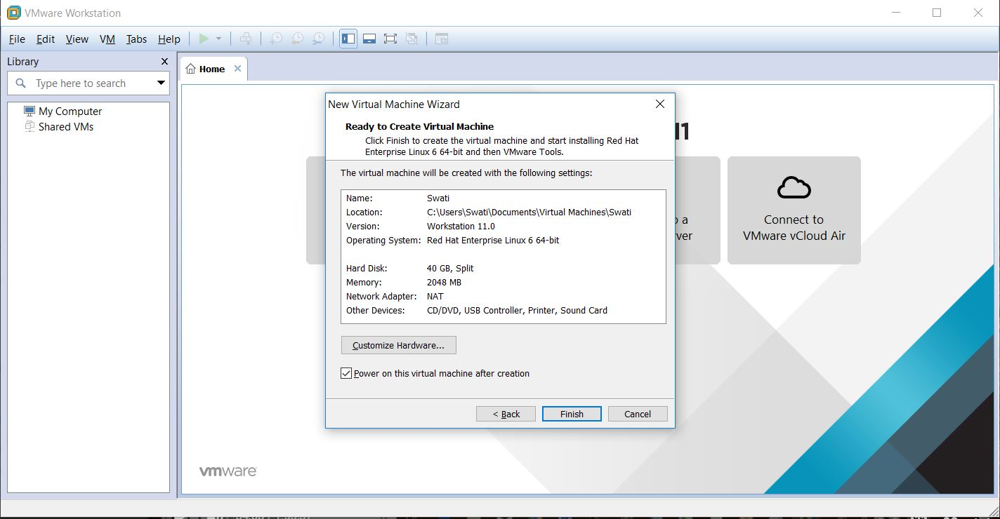 VMware Workstation
File Edit View VM Tabs Help
Library
Type here to search
My Computer
Shared VMs
Home
11
New Virtual Machine Wizard
Ready to Create Virtual Machine
Click Finish to create the virtual machine and start installing Red Hat
Enterprise Linux 6 64-bit and then VMware Tools.
The virtual machine will be created with the following settings:
Name: Swati
Location: C:\Users\Swati\Documents\Virtual Machines\Swati
Version: Workstation 11.0
Operating System: Red Hat Enterprise Linux 6 64-bit
Hard Disk: 40 GB, Split
Memory: 2048 MB
Network Adapter: NAT
Other Devices: CD/DVD, USB Controller, Printer, Sound Card
Customize Hardware...
Power on this virtual machine after creation
< Back Finish Cancel
a
Connect to
VMware vCloud Air
vmware